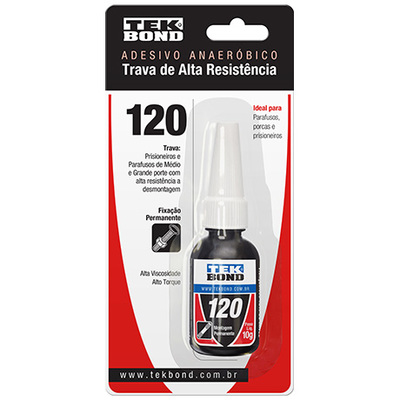 TEK
BOND
ADESIVO ANAERÓBICO
Trava de Alta Resistência
120
Ideal para
Parafusos,
porcas e
prisioneiros
Trava:
Prisioneiros e
Parafusos de Médio
e Grande porte com
alta resistência a
desmontagem
Fixação
Permanente
Alta Viscosidade
Alto Torque
TEK
BOND
WWW.TEKBOND.COM.BR
120
Montagem
Permanente
10g
www.tekbond.com.br